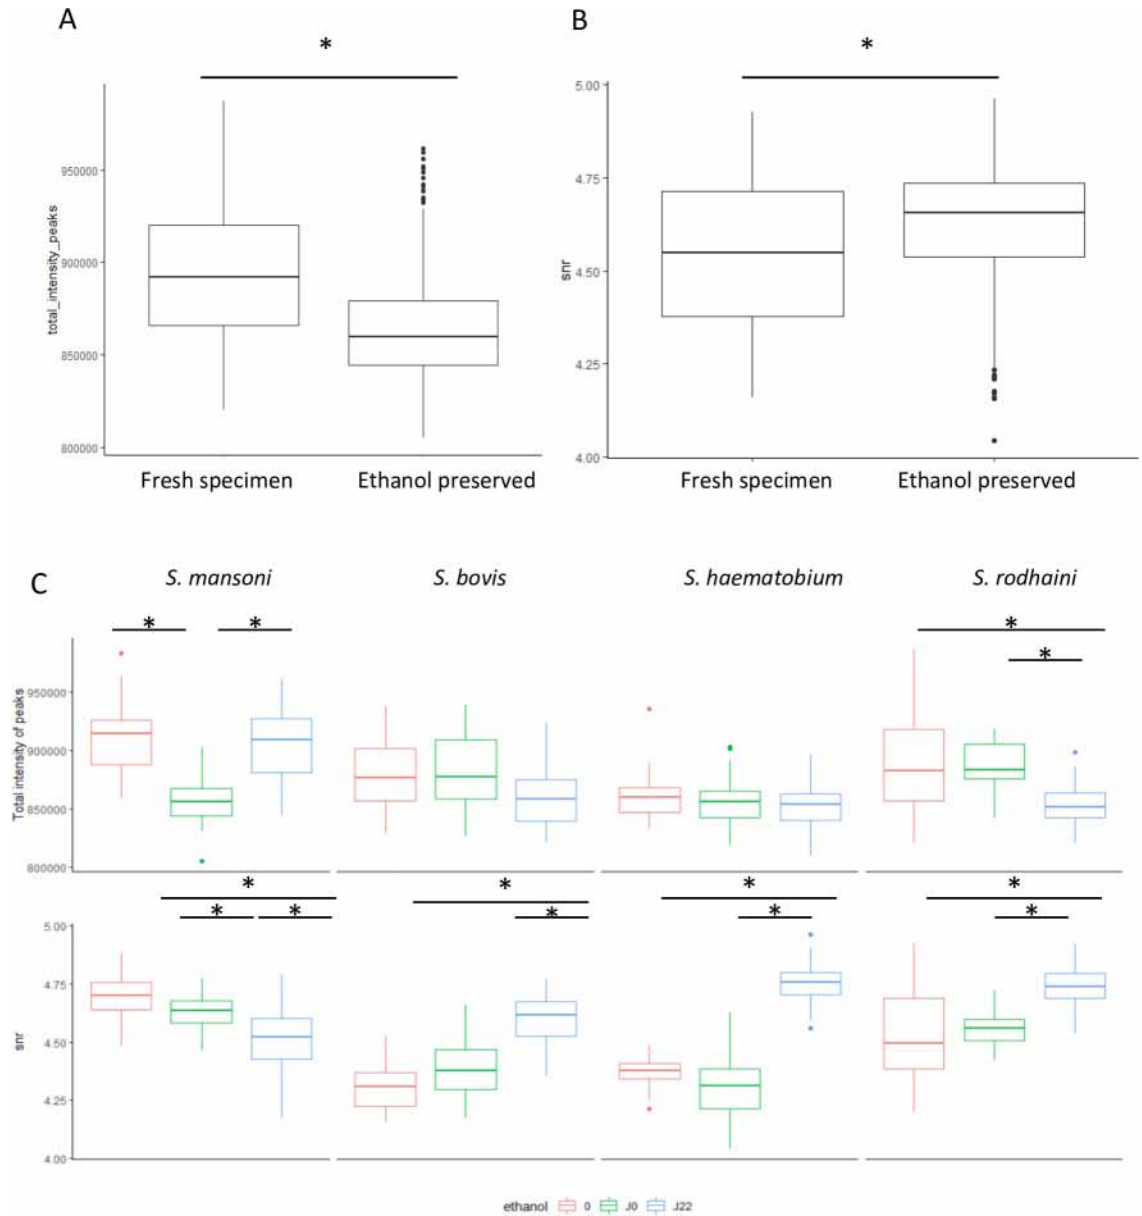 A
B
*
*
5.00
950000
4.75
total_intensity_peaks
900000
snr
4.50
850000
4.25
800000
4.00
Fresh specimen
Ethanol preserved
Fresh specimen
Ethanol preserved
C
S. mansoni
S. bovis
S. haematobium
S. rodhaini
* * *
*
Total intensity of peaks
950000
900000
850000
800000
* * * *
* * * * *
snr
5.00
4.75
4.50
4.25
4.00
ethanol 0 J0 J22